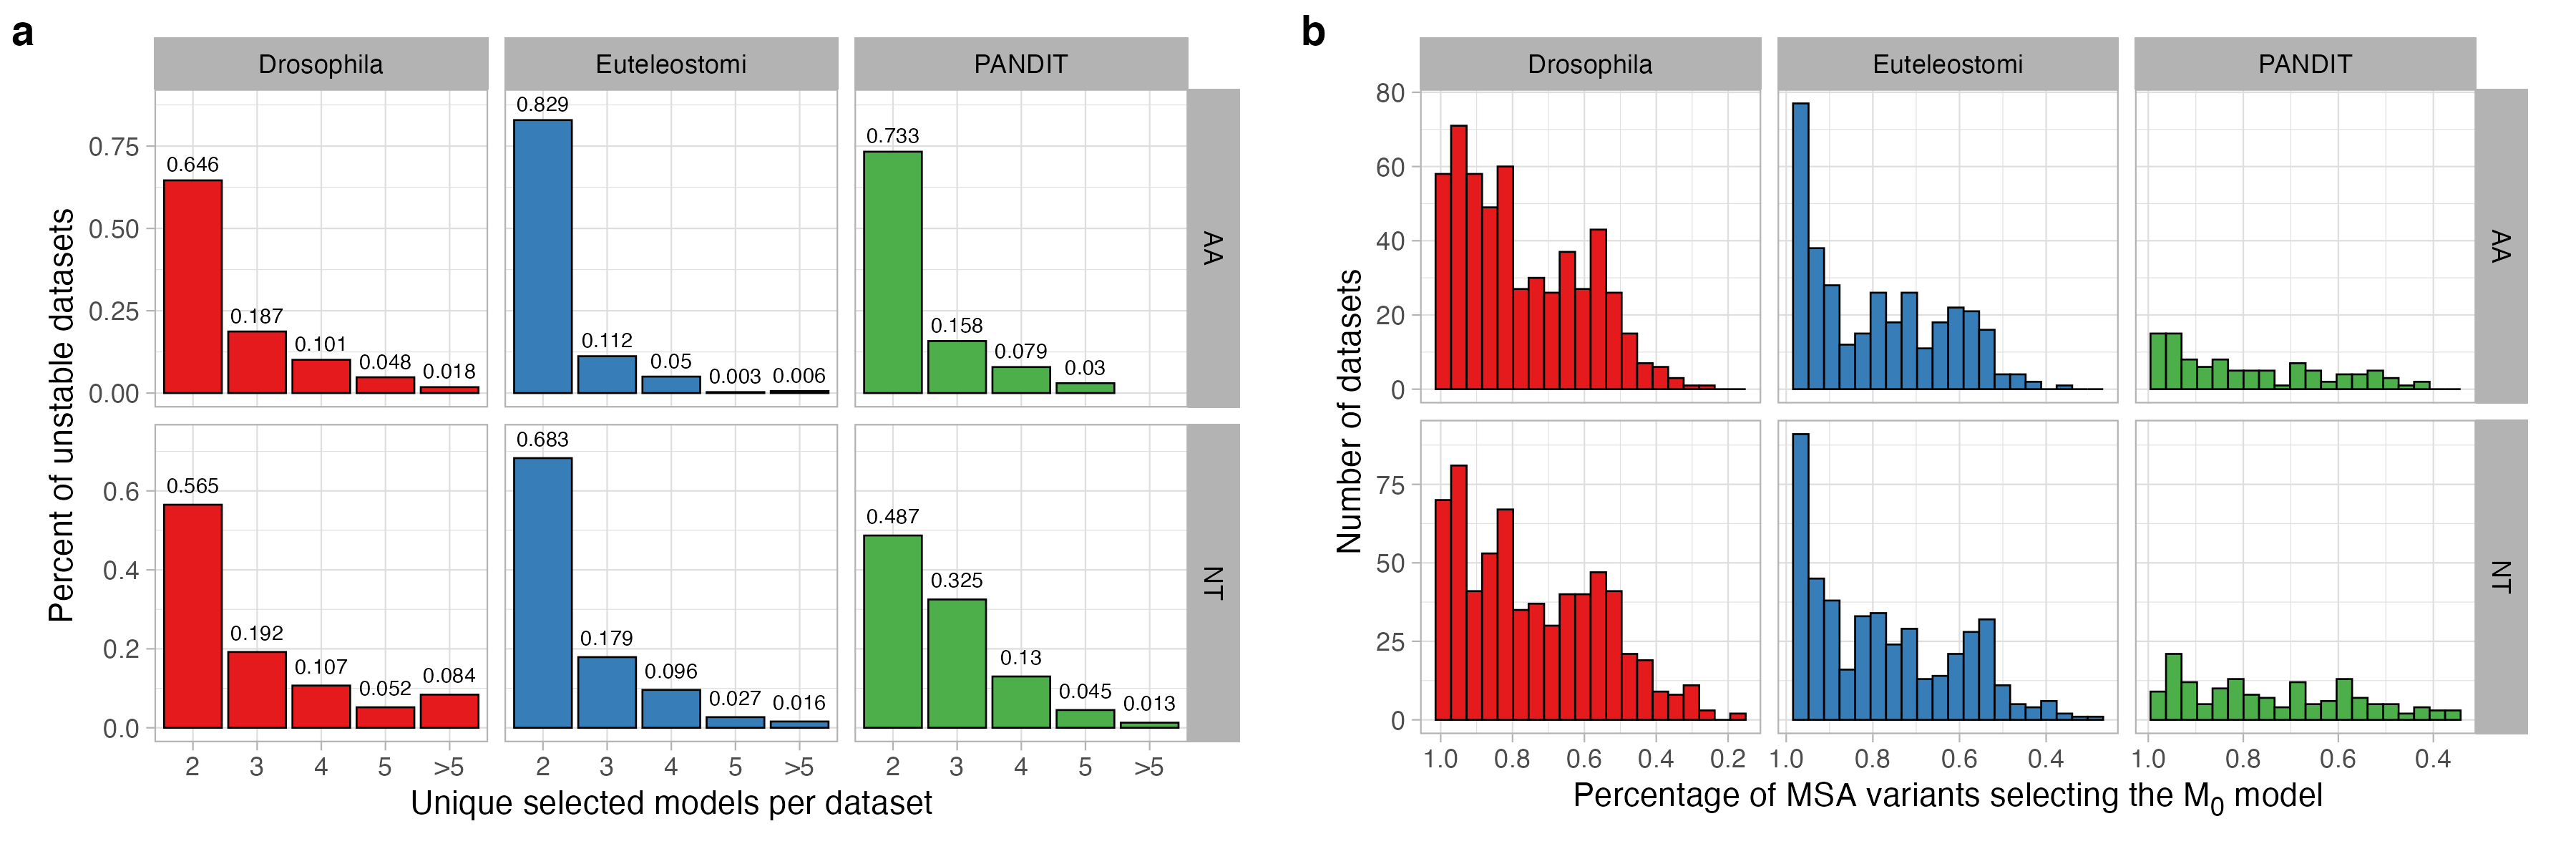 a
Drosophila Euteleostomi PANDIT
Percent of unstable datasets
0.75
0.50
0.25
0.00
0.646 0.187 0.101 0.048 0.018
0.829 0.112 0.05 0.003 0.006
0.733 0.158 0.079 0.03
AA
0.6
0.4
0.2
0.0
0.565 0.192 0.107 0.052 0.084
0.683 0.179 0.096 0.027 0.016
0.487 0.325 0.13 0.045 0.013
NT
2 3 4 5 >5 2 3 4 5 >5 2 3 4 5 >5
Unique selected models per dataset
b
Drosophila Euteleostomi PANDIT
Number of datasets
80
60
40
20
0
AA
75
50
25
0
NT
1.0 0.8 0.6 0.4 0.2 1.0 0.8 0.6 0.4 1.0 0.8 0.6 0.4
Percentage of MSA variants selecting the M0 model